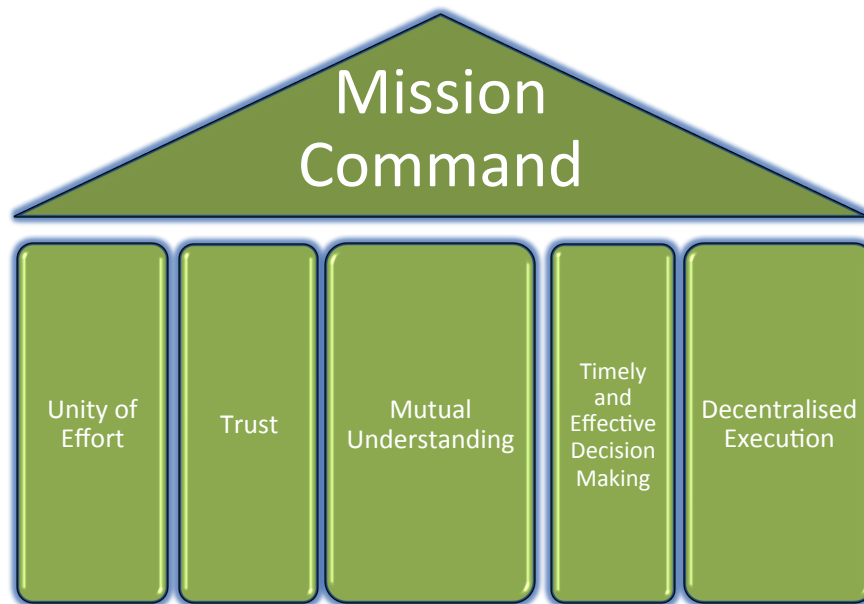 Mission
Command
Unity of
Effort
Trust
Mutual
Understanding
Timely
and
Effective
Decision
Making
Decentralised
Execution